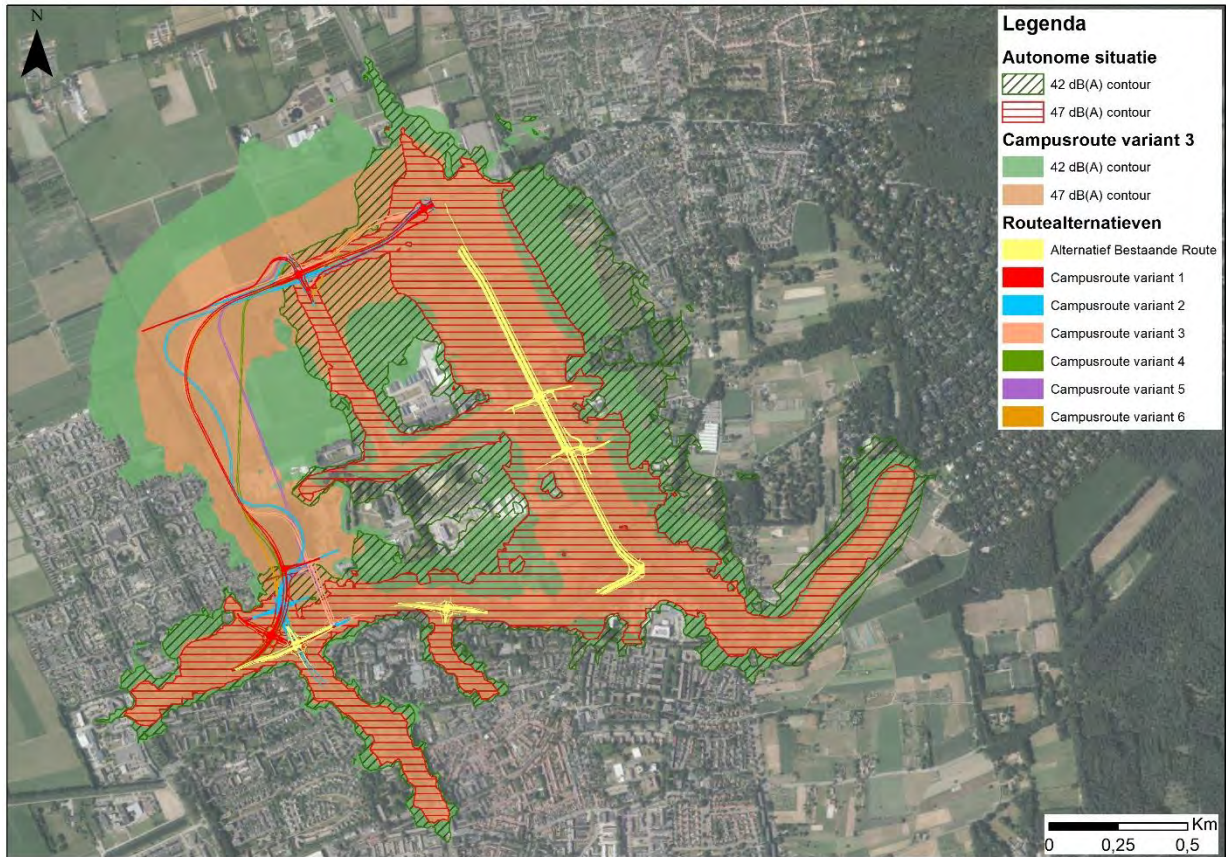 N
Legenda
Autonome situatie
42 dB(A) contour
47 dB(A) contour
Campusroute variant 3
42 dB(A) contour
47 dB(A) contour
Routealternatieven
Alternatief Bestaande Route
Campusroute variant 1
Campusroute variant 2
Campusroute variant 3
Campusroute variant 4
Campusroute variant 5
Campusroute variant 6
Km
0 0,25 0,5